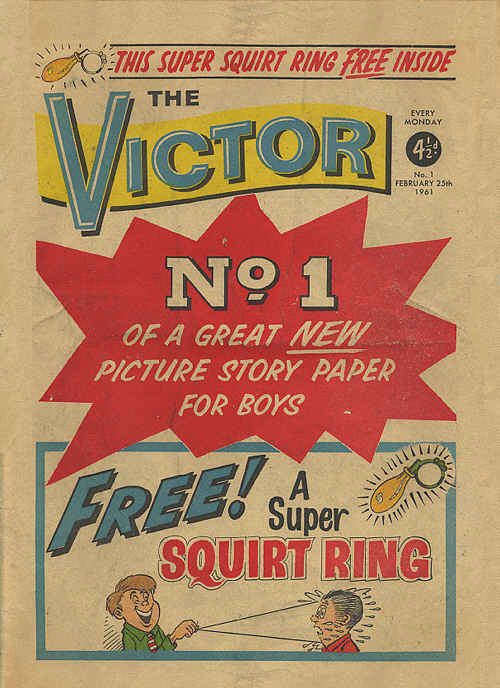 THIS SUPER SQUIRT RING FREE INSIDE
THE
VICTOR
EVERY
MONDAY
4½d.
No. 1
FEBRUARY 25th
1961
No 1
OF A GREAT NEW
PICTURE STORY PAPER
FOR BOYS
FREE!
A
Super
SQUIRT RING